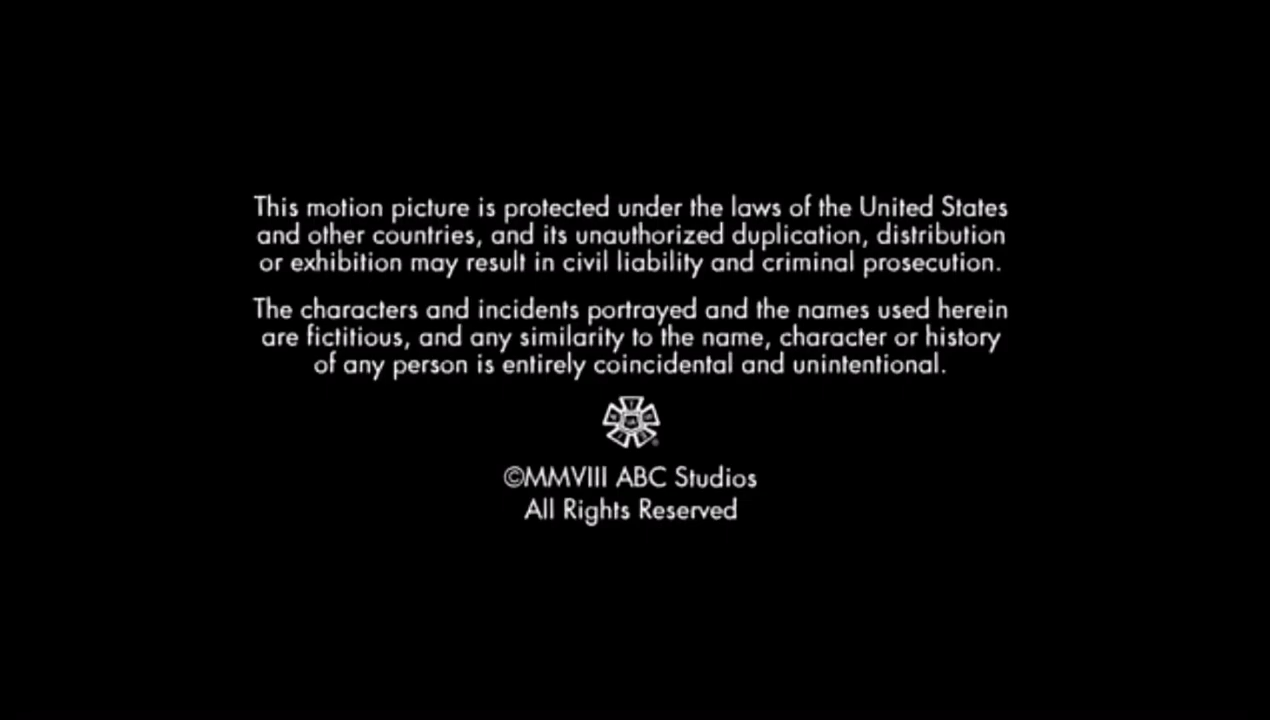 This motion picture is protected under the laws of the United States
and other countries, and its unauthorized duplication, distribution
or exhibition may result in civil liability and criminal prosecution.
The characters and incidents portrayed and the names used herein
are fictitious, and any similarity to the name, character or history
of any person is entirely coincidental and unintentional.
©MMVIII ABC Studios
All Rights Reserved